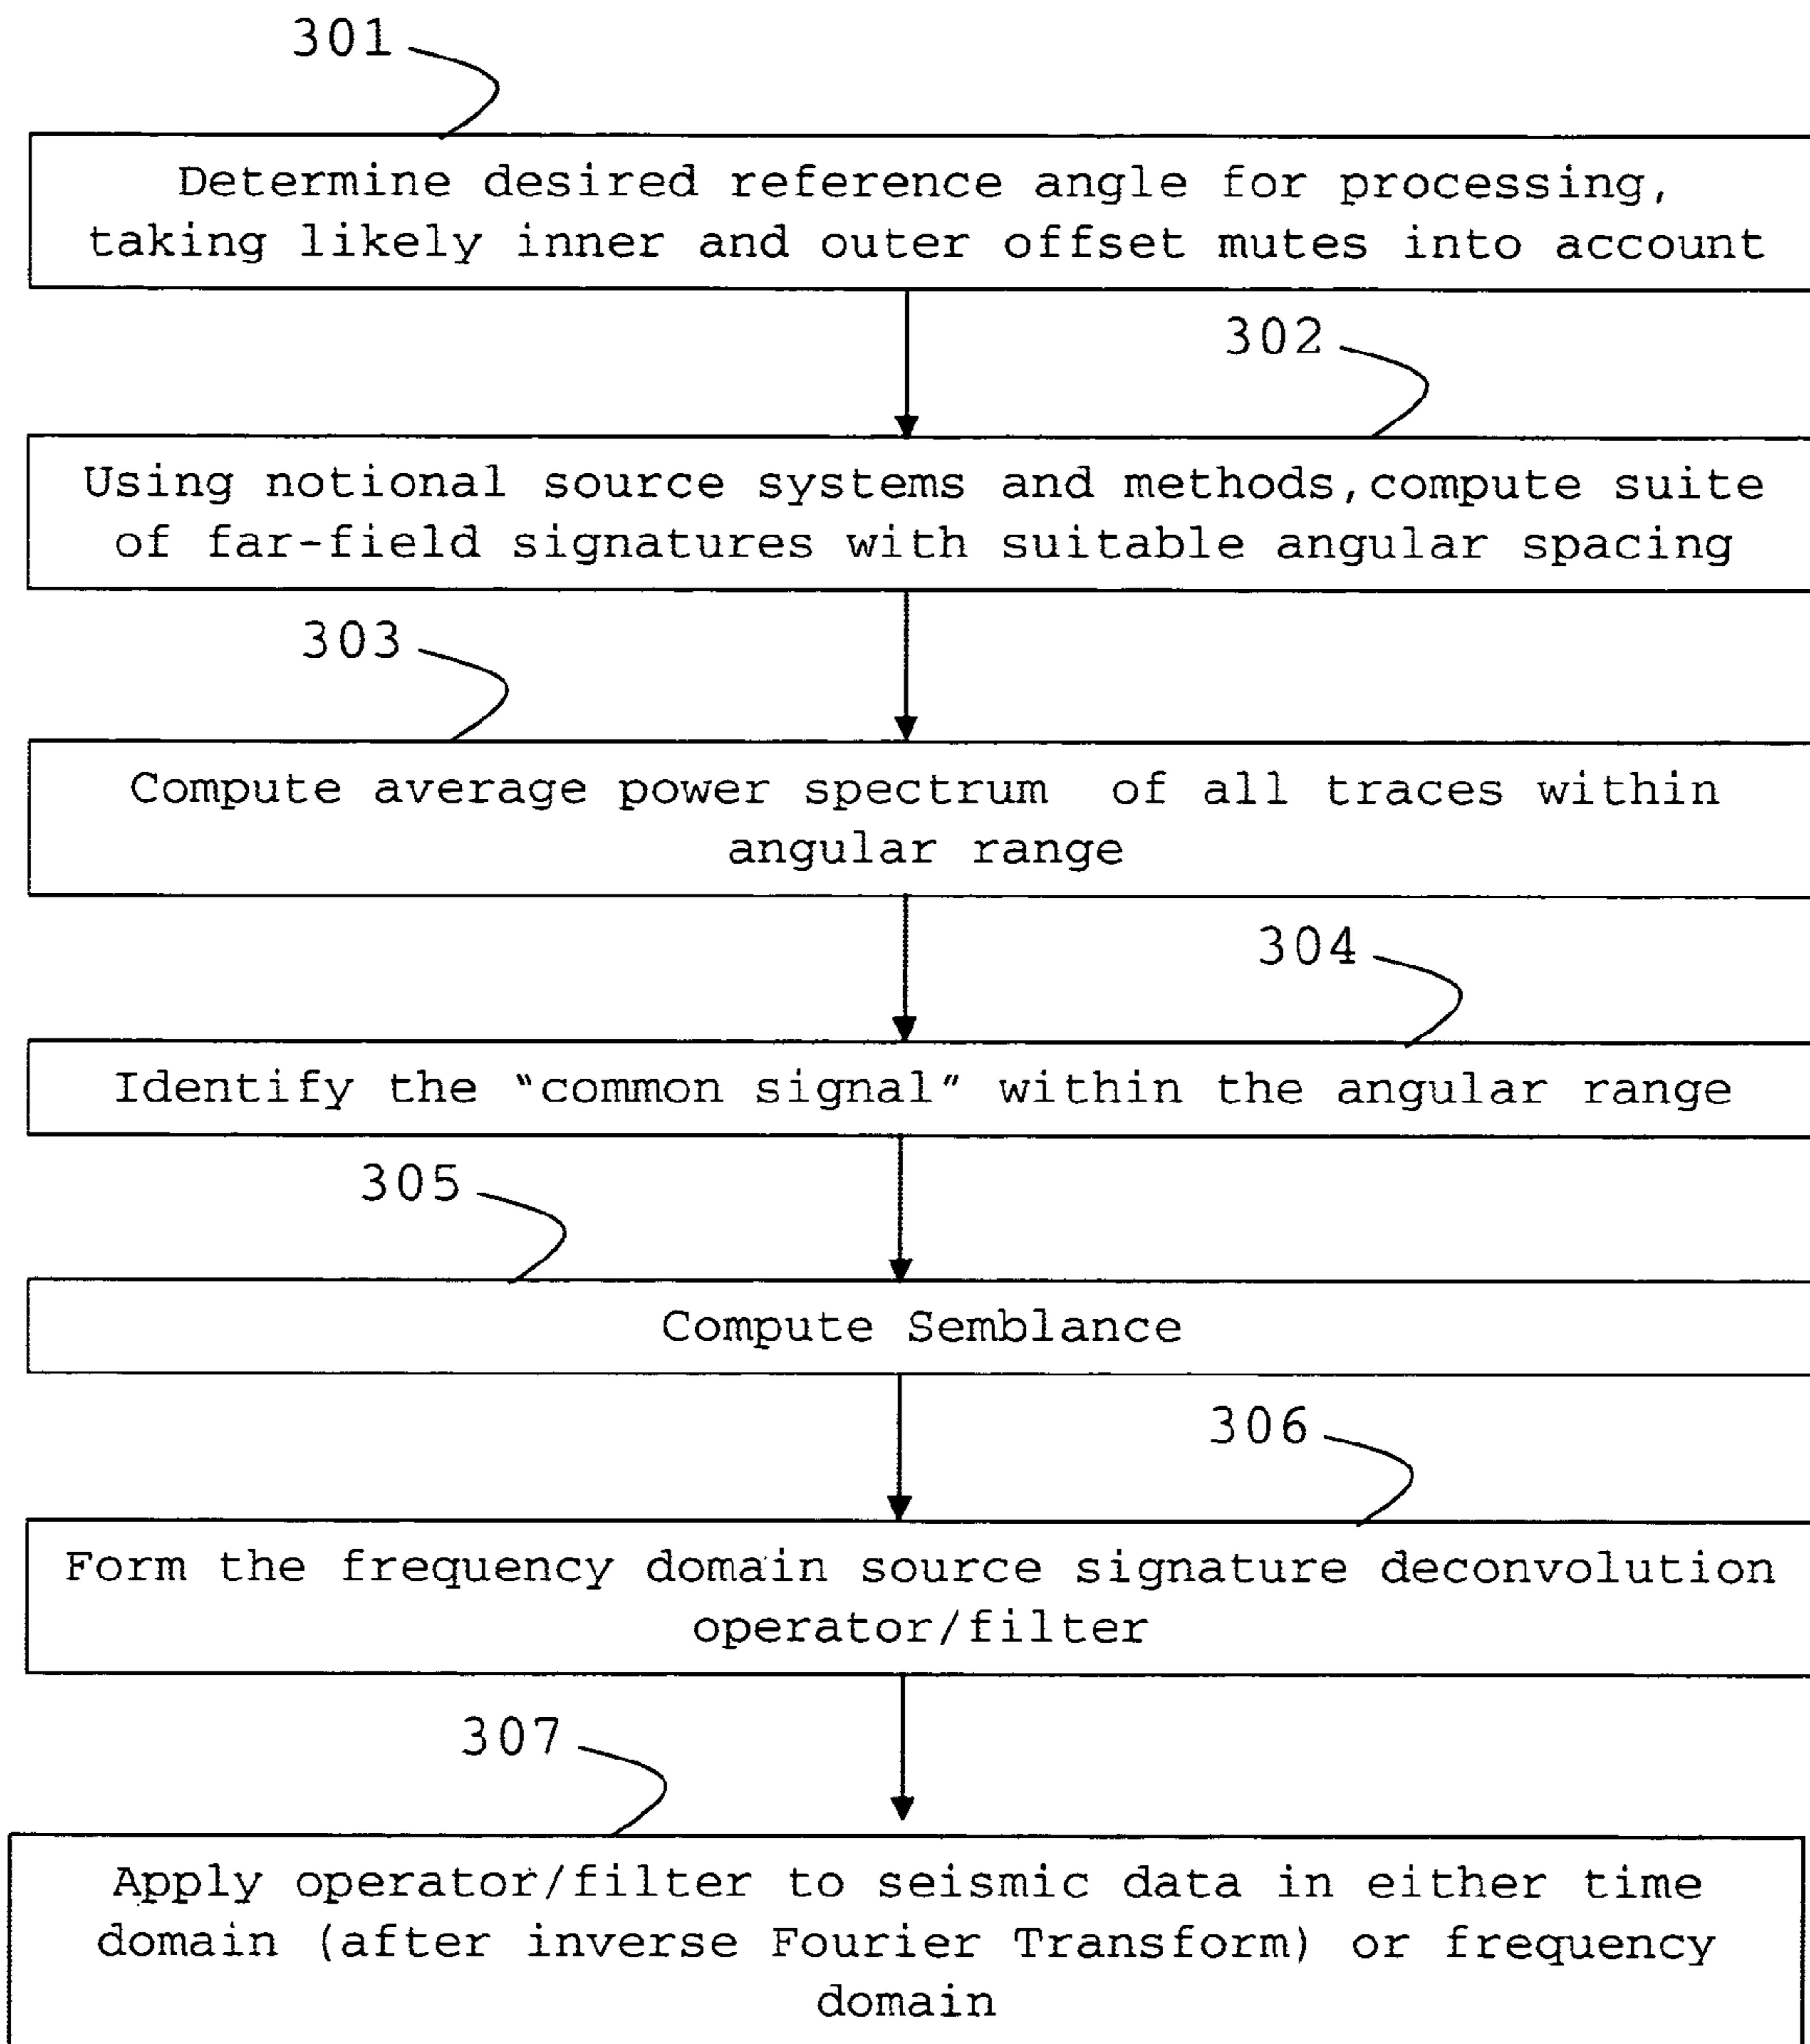 301
Determine desired reference angle for processing,
taking likely inner and outer offset mutes into account
302
Using notional source systems and methods,compute suite
of far-field signatures with suitable angular spacing
303
Compute average power spectrum of all traces within
angular range
304
Identify the “common signal” within the angular range
305
Compute Semblance
306
Form the frequency domain source signature deconvolution
operator/filter
307
Apply operator/filter to seismic data in either time
domain (after inverse Fourier Transform) or frequency
domain